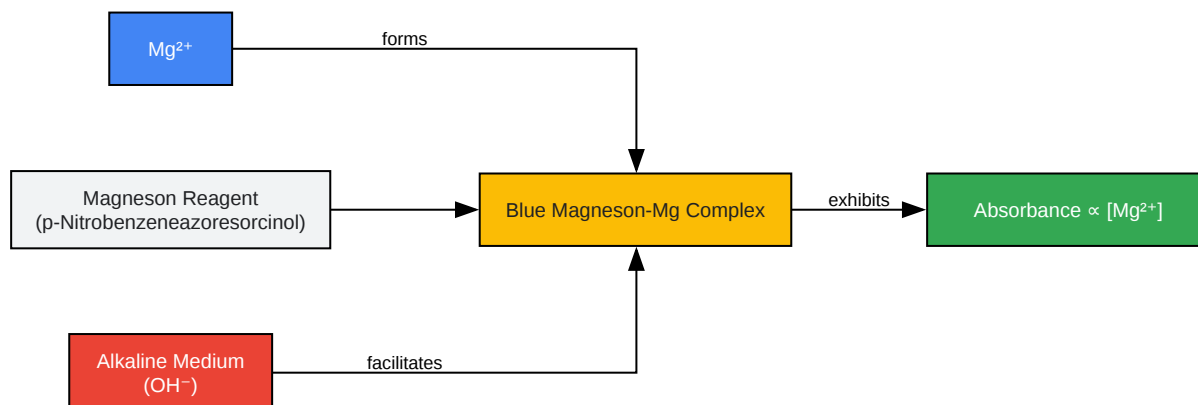 Mg²⁺
forms
Magneson Reagent
(p-Nitrobenzeneazoresorcinol)
Blue Magneson-Mg Complex
exhibits
Absorbance ∝ [Mg²⁺]
Alkaline Medium
(OH⁻)
facilitates